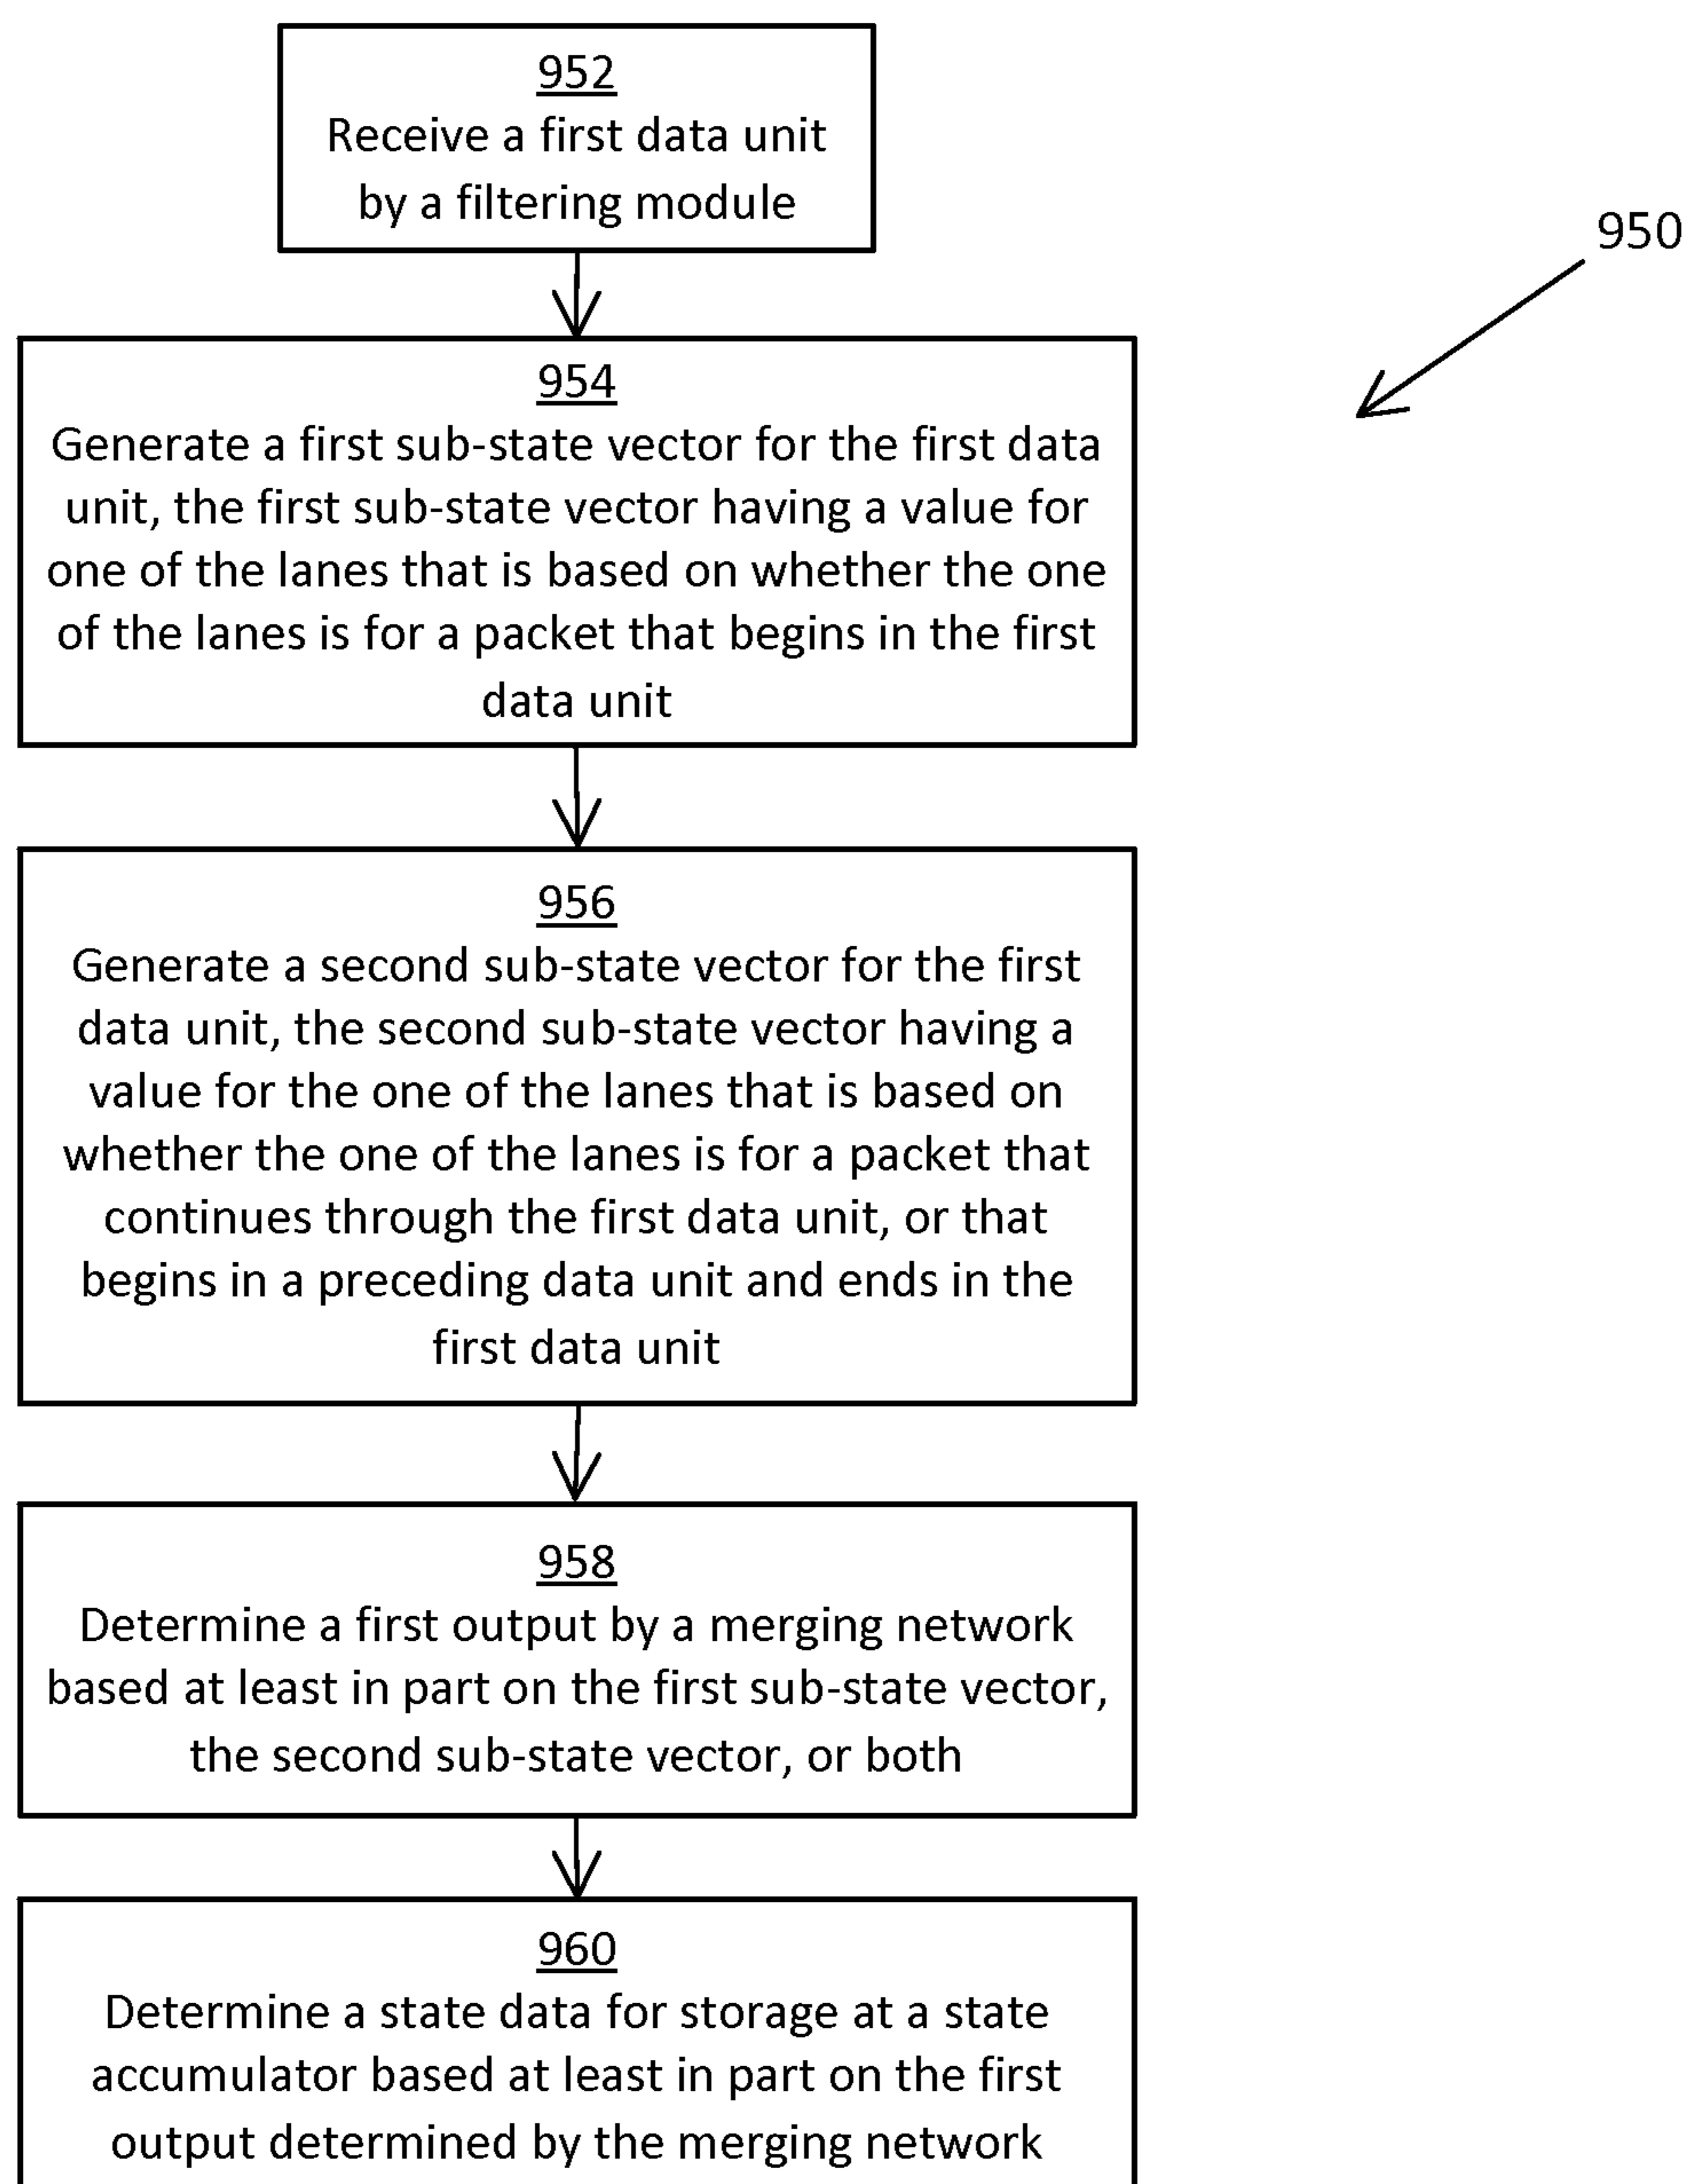 952
Receive a first data unit
by a filtering module
950
954
Generate a first sub-state vector for the first data
unit, the first sub-state vector having a value for
one of the lanes that is based on whether the one
of the lanes is for a packet that begins in the first
data unit
956
Generate a second sub-state vector for the first
data unit, the second sub-state vector having a
value for the one of the lanes that is based on
whether the one of the lanes is for a packet that
continues through the first data unit, or that
begins in a preceding data unit and ends in the
first data unit
958
Determine a first output by a merging network
based at least in part on the first sub-state vector,
the second sub-state vector, or both
960
Determine a state data for storage at a state
accumulator based at least in part on the first
output determined by the merging network